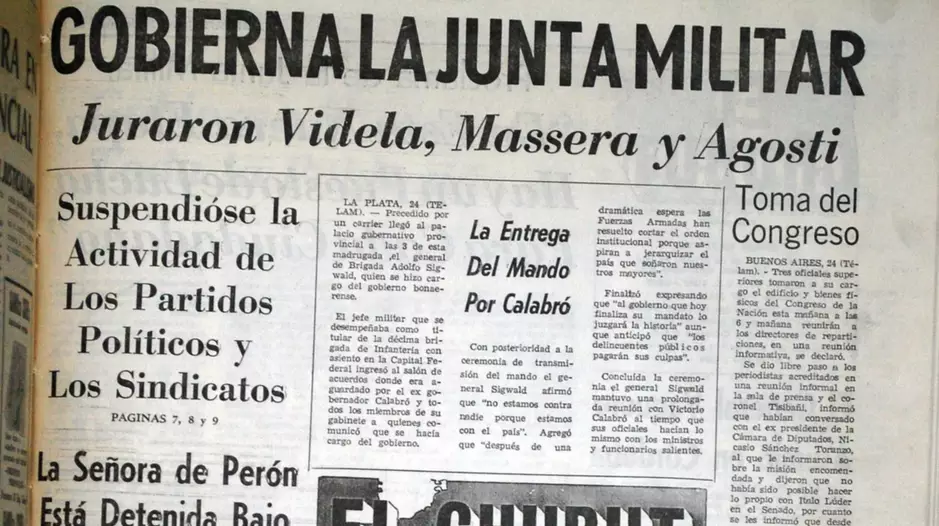 GOBIERNA LA JUNTA MILITAR
Juraron Videla, Massera y Agosti
Suspendióse la
Actividad de
Los Partidos
Políticos y
Los Sindicatos
PAGINAS 7, 8 y 9
La Señora de Perón
Está Detenida Bajo
LA PLATA, 24 (TE-
LAM). — Precedido por
un carrier llegó al pa-
lacio gubernativo pro-
vincial a las 3 de esta
madrugada ,el general
de Brigada Adolfo Sig-
wald, quien se hizo car-
go del gobierno bonae-
rense.
El jefe militar que se
desempeñaba como ti-
tular de la décima bri-
gada de Infantería con
asiento en la Capital Fe-
deral ingresó al salón de
acuerdos donde era a-
guardado por el ex go-
bernador Calabró y to-
dos los miembros de su
gabinete a quienes co-
municó que se hacía
cargo del gobierno.
La Entrega
Del Mando
Por Calabró
Con posterioridad a la
ceremonia de transmi-
sión del mando el ge-
neral Sigwald afirmó
que "no estamos contra
nadie porque estamos
con el país". Agregó
que "después de una
dramática espera las
Fuerzas Armadas han
resuelto cortar el orden
institucional porque as-
piran a jerarquizar el
país que soñaron nues-
tros mayores".
Finalizó expresando
que "al gobierno que hoy
finaliza su mandato lo
juzgará la historia" aun-
que anticipó que "los
delincuentes públicos
pagarán sus culpas".
Concluída la ceremo-
nia el general Sigwald
mantuvo una prolonga-
da reunión con Victorio
Calabró al tiempo que
sus oficiales hacían lo
mismo con los ministros
y funcionarios salientes.
Toma del
Congreso
BUENOS AIRES, 24 (Té-
lam). - Tres oficiales supe-
riores tomaron a su car-
go el edificio y bienes fí-
sicos del Congreso de la
Nación esta mañana a las
6 y mañana reunirán a
los directores de reparti-
ciones, en una reunión
informativa, se declaró.
Se dio libre paso a los
periodistas acreditados en
una reunión informal en
la sala de prensa y el co-
ronel Tisibañi, informó
que habían conversado
con el ex presidente de la
Cámara de Diputados, Ni-
casio Sánchez Toranzo,
al que le informaron so-
bre la misión encomen-
dada y dijeron que no
había sido posible hacer
lo propio con Italo Lúder
en el Senado, por cuanto
se les informa que desde
EL CHUBUT